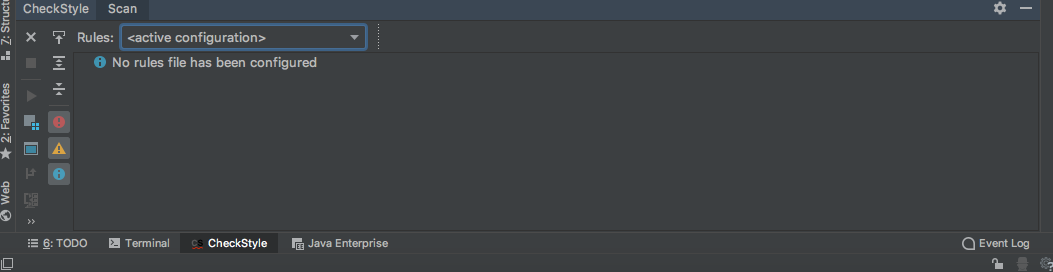 CheckStyle Scan
Z: Structu
Rules: <active configuration>
No rules file has been configured
2: Favorites
Web
6: TODO Terminal CheckStyle Java Enterprise Event Log